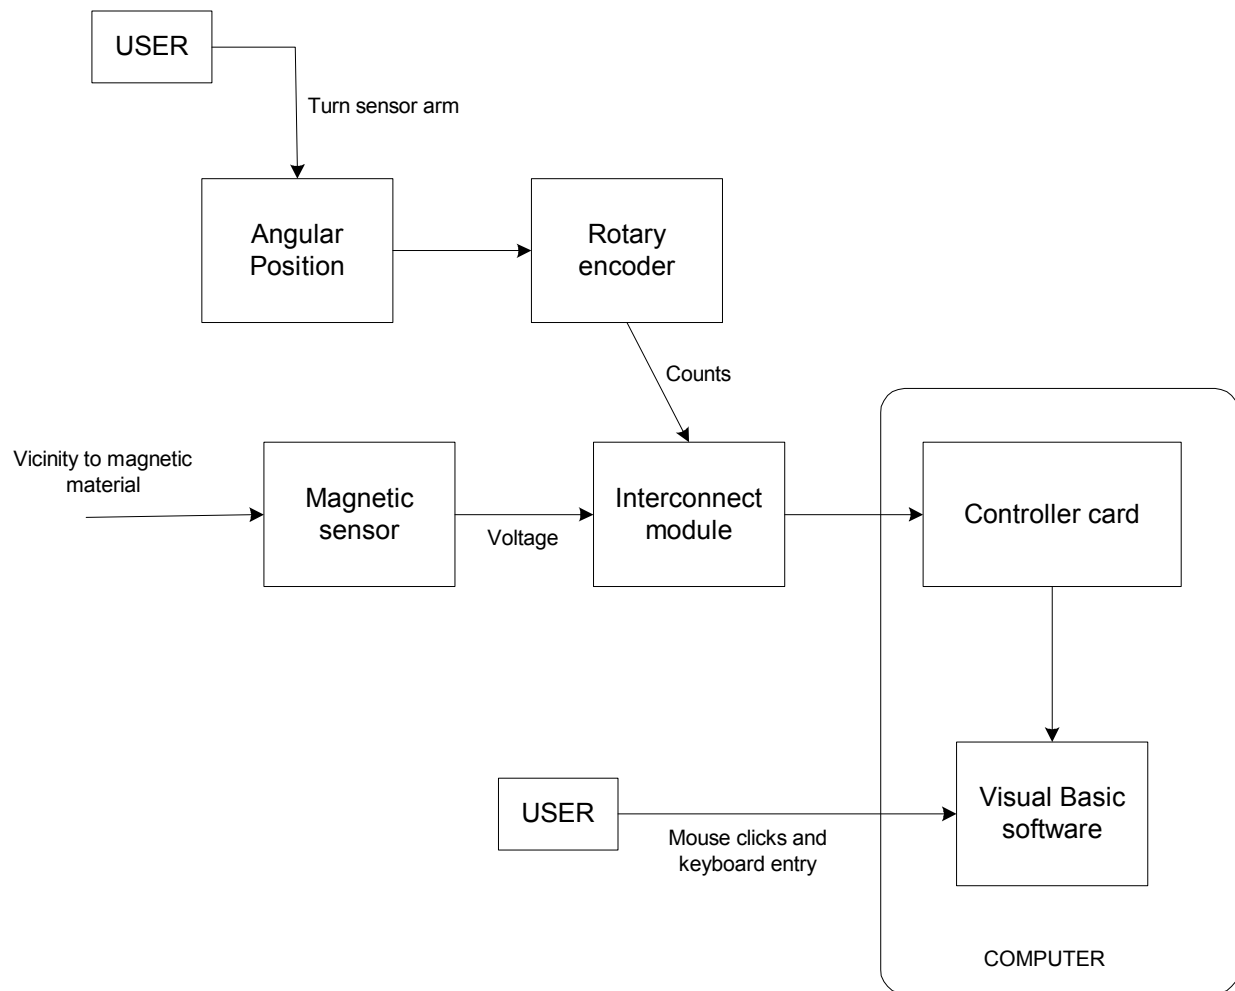 USER
Turn sensor arm
Angular
Position
Rotary
encoder
Counts
Vicinity to magnetic
material
Magnetic
sensor
Voltage
Interconnect
module
Controller card
USER
Mouse clicks and
keyboard entry
Visual Basic
software
COMPUTER